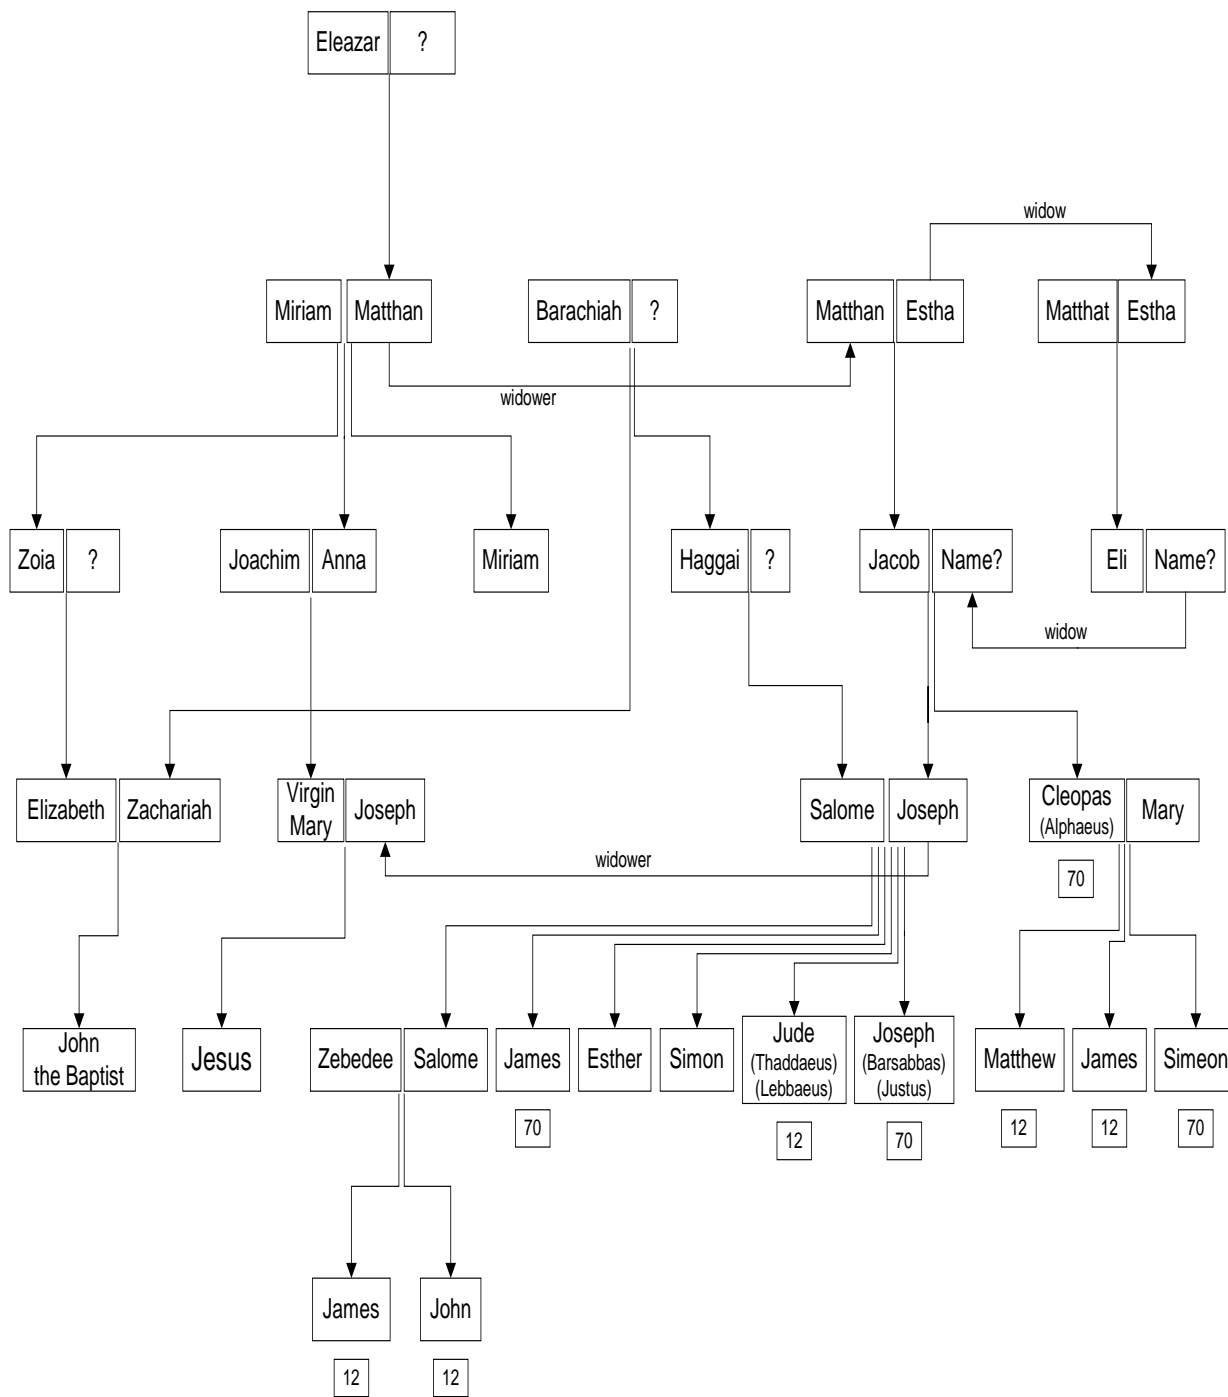 Eleazar ?
widow
Miriam Matthan Barachiah ? Matthan Estha Matthat Estha
widower
Zoia ? Joachim Anna Miriam Haggai ? Jacob Name? Eli Name?
widow
Elizabeth Zachariah Virgin Mary Joseph Salome Joseph Cleopas (Alphaeus) Mary
widower
70
John the Baptist Jesus Zebedee Salome James Esther Simon Jude (Thaddaeus) (Lebbaeus) Joseph (Barsabbas) (Justus) Matthew James Simeon
70 12 70 12 12 70
James John
12 12